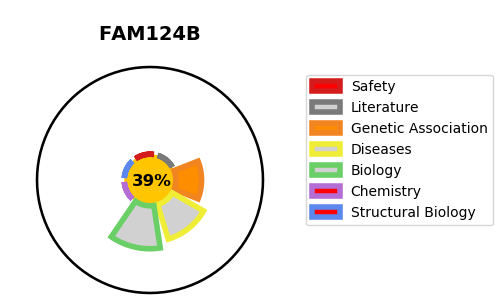 FAM124B
39%
Safety
Literature
Genetic Association
Diseases
Biology
Chemistry
Structural Biology